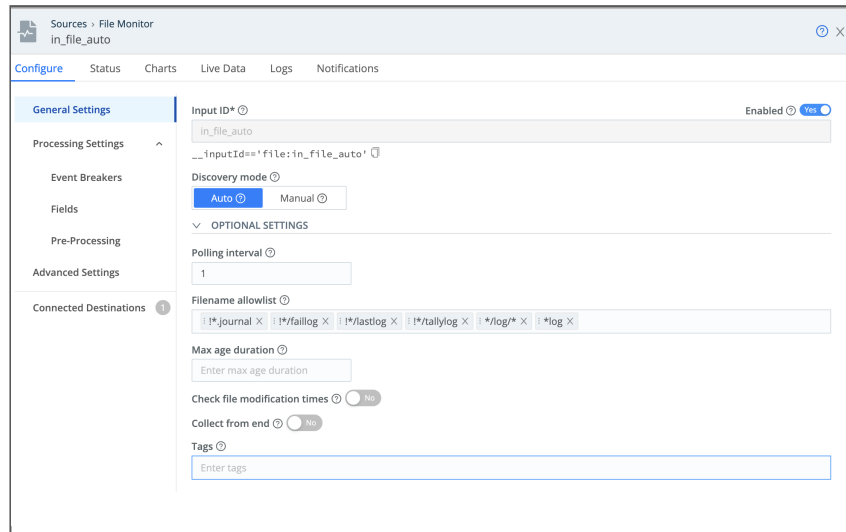 Sources › File Monitor
in_file_auto
Configure Status Charts Live Data Logs Notifications
General Settings
Processing Settings
Event Breakers
Fields
Pre-Processing
Advanced Settings
Connected Destinations 1
Input ID*
Enabled Yes
in_file_auto
__inputId=='file:in_file_auto'
Discovery mode
Auto Manual
OPTIONAL SETTINGS
Polling interval
1
Filename allowlist
!*.journal !*/faillog !*/lastlog !*/tallylog */log/* *log
Max age duration
Enter max age duration
Check file modification times No
Collect from end No
Tags
Enter tags